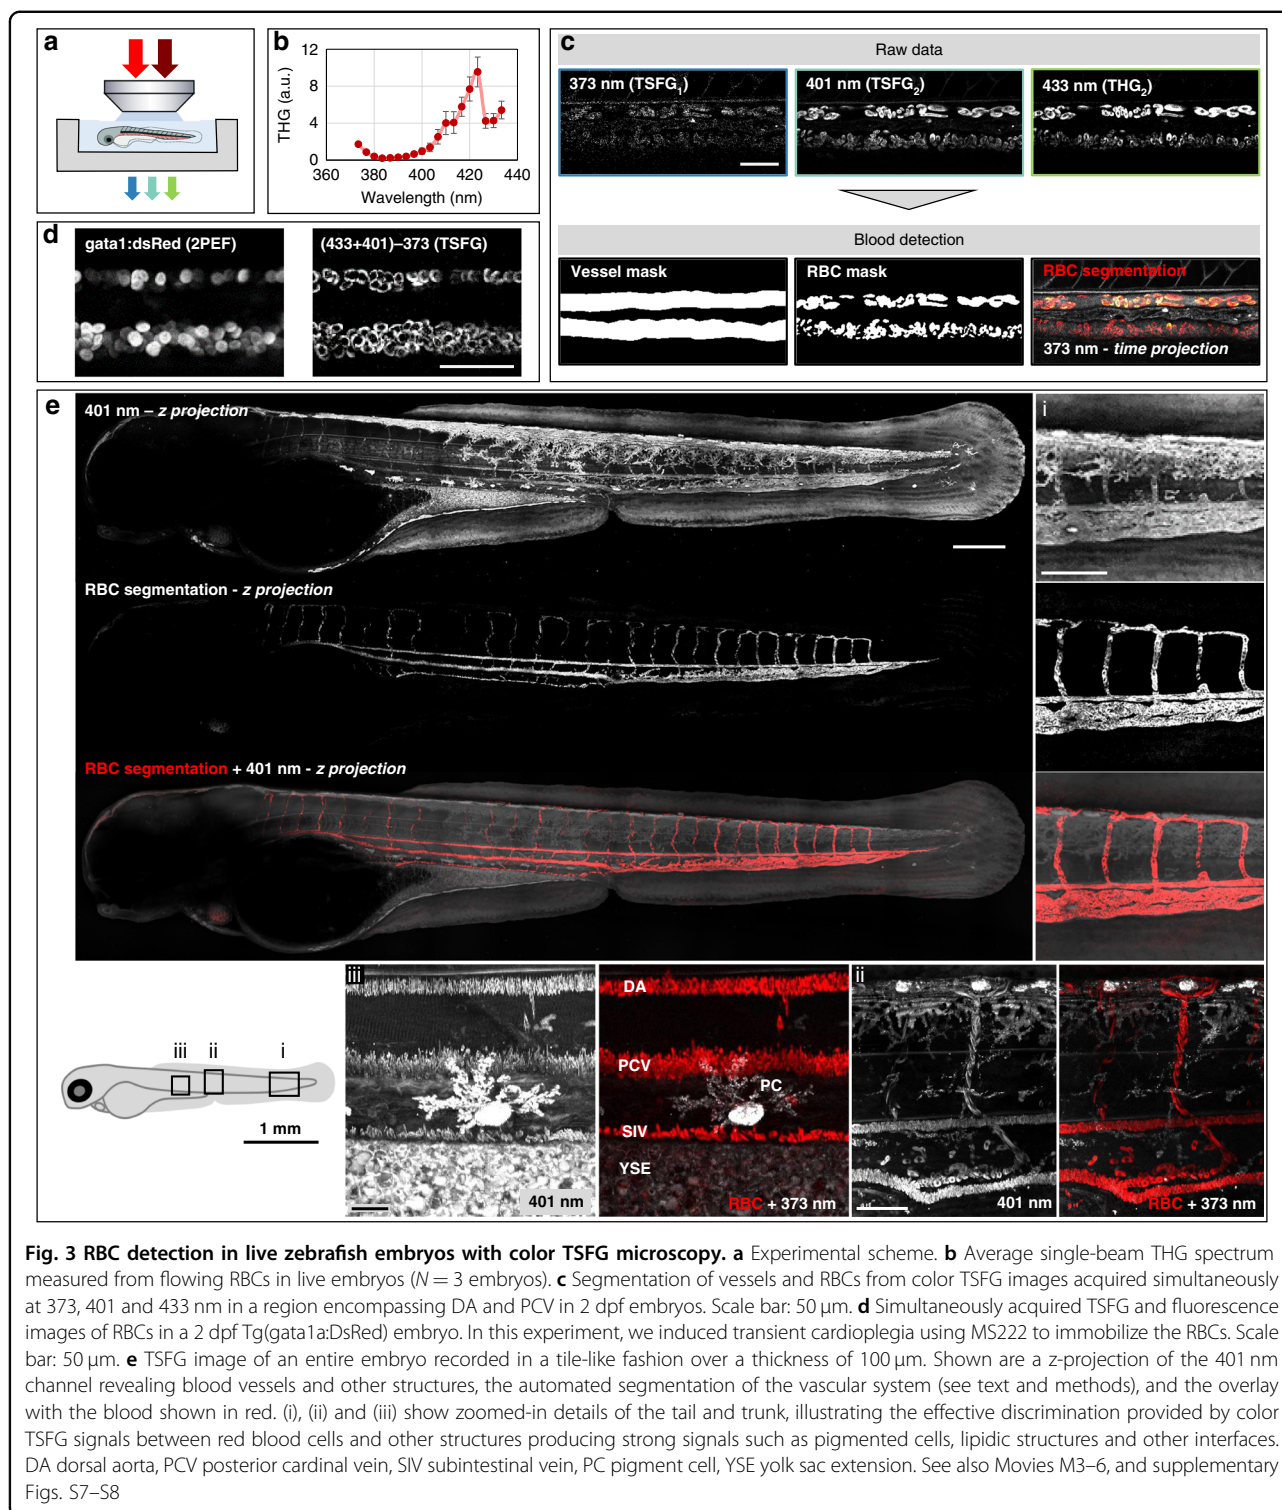 a
b
12
8
4
0
THG (a.u.)
360
380
400
420
440
Wavelength (nm)
c
Raw data
373 nm (TSFG₁)
401 nm (TSFG₂)
433 nm (THG₂)
Blood detection
Vessel mask
RBC mask
RBC segmentation
373 nm - time projection
d
gata1:dsRed (2PEF)
(433+401)–373 (TSFG)
e
401 nm – z projection
i
RBC segmentation - z projection
RBC segmentation + 401 nm - z projection
iii
ii
i
1 mm
iii
401 nm
DA
PCV
PC
SIV
YSE
RBC + 373 nm
ii
401 nm
RBC + 373 nm
Fig. 3 RBC detection in live zebrafish embryos with color TSFG microscopy. a Experimental scheme. b Average single-beam THG spectrum
measured from flowing RBCs in live embryos (N = 3 embryos). c Segmentation of vessels and RBCs from color TSFG images acquired simultaneously
at 373, 401 and 433 nm in a region encompassing DA and PCV in 2 dpf embryos. Scale bar: 50 μm. d Simultaneously acquired TSFG and fluorescence
images of RBCs in a 2 dpf Tg(gata1a:DsRed) embryo. In this experiment, we induced transient cardioplegia using MS222 to immobilize the RBCs. Scale
bar: 50 μm. e TSFG image of an entire embryo recorded in a tile-like fashion over a thickness of 100 μm. Shown are a z-projection of the 401 nm
channel revealing blood vessels and other structures, the automated segmentation of the vascular system (see text and methods), and the overlay
with the blood shown in red. (i), (ii) and (iii) show zoomed-in details of the tail and trunk, illustrating the effective discrimination provided by color
TSFG signals between red blood cells and other structures producing strong signals such as pigmented cells, lipidic structures and other interfaces.
DA dorsal aorta, PCV posterior cardinal vein, SIV subintestinal vein, PC pigment cell, YSE yolk sac extension. See also Movies M3–6, and supplementary
Figs. S7–S8